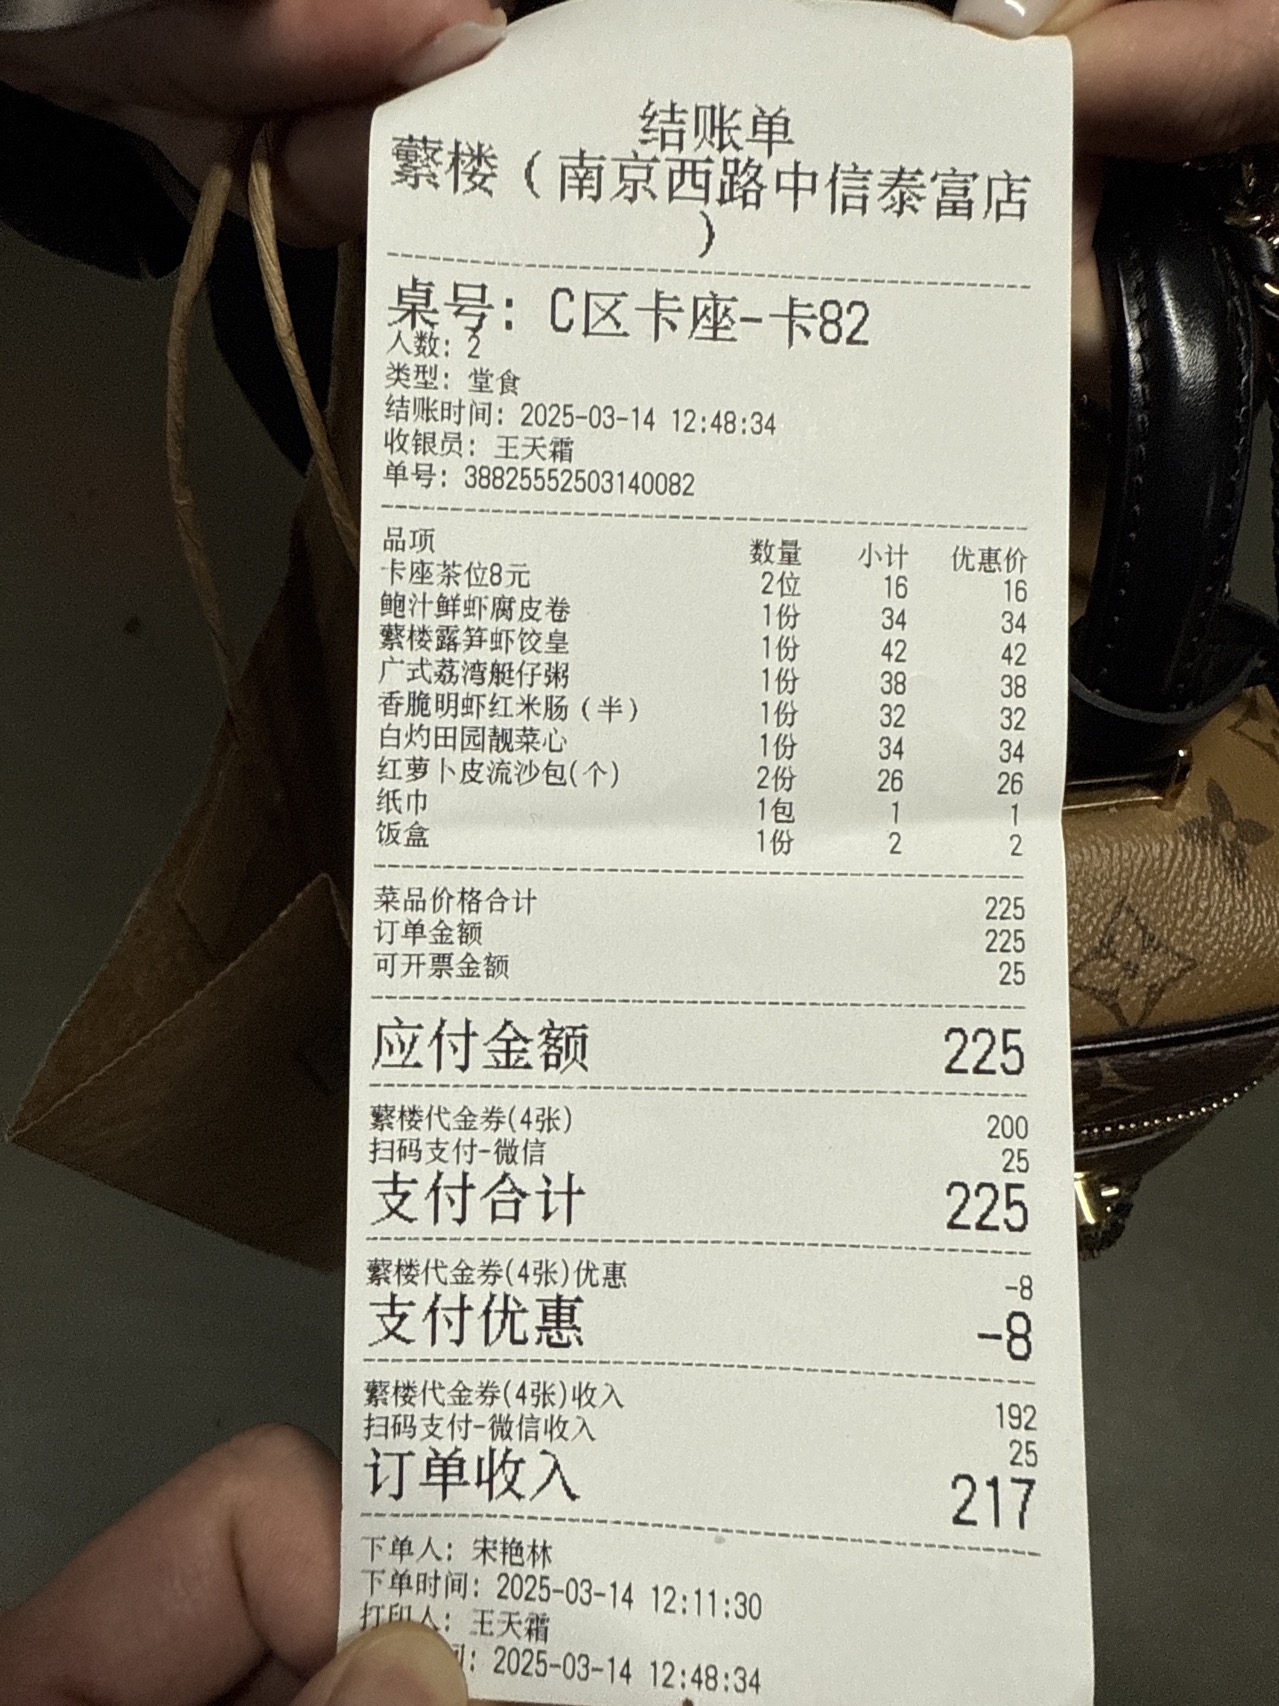 结账单
蘩楼（南京西路中信泰富店
）
桌号：C区卡座-卡82
人数：2
类型：堂食
结账时间：2025-03-14 12:48:34
收银员：王天霜
单号：38825552503140082
品项 数量 小计 优惠价
卡座茶位8元 2位 16 16
鲍汁鲜虾腐皮卷 1份 34 34
蘩楼露笋虾饺皇 1份 42 42
广式荔湾艇仔粥 1份 38 38
香脆明虾红米肠（半） 1份 32 32
白灼田园靓菜心 1份 34 34
红萝卜皮流沙包(个) 2份 26 26
纸巾 1包 1 1
饭盒 1份 2 2
菜品价格合计 225
订单金额 225
可开票金额 25
应付金额 225
蘩楼代金券(4张) 200
扫码支付-微信 25
支付合计 225
蘩楼代金券(4张)优惠 -8
支付优惠 -8
蘩楼代金券(4张)收入 192
扫码支付-微信收入 25
订单收入 217
下单人：宋艳林
下单时间：2025-03-14 12:11:30
打印人：王天霜
间：2025-03-14 12:48:34